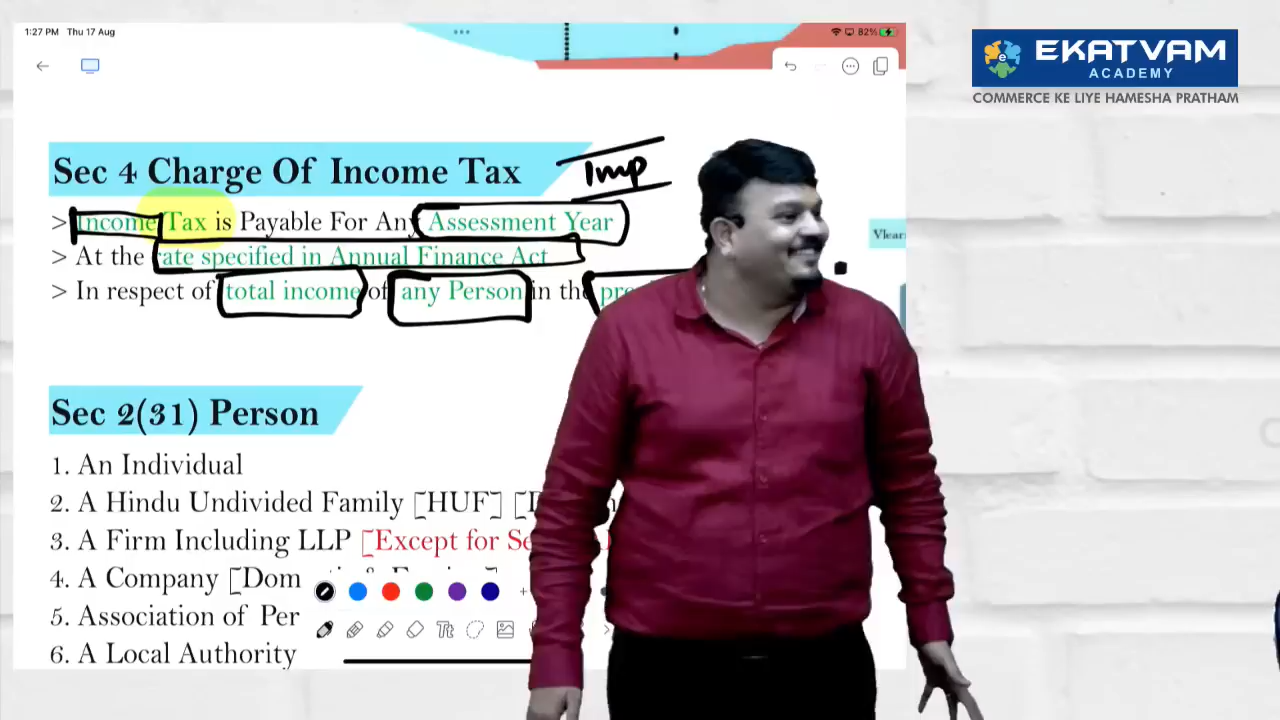 1:27 PM Thu 17 Aug
82%
EKATVAM
ACADEMY
COMMERCE KE LIYE HAMESHA PRATHAM
Sec 4 Charge Of Income Tax
Imp
> Income Tax is Payable For Any Assessment Year
> At the rate specified in Annual Finance Act
> In respect of total income of any Person in the
Sec 2(31) Person
1. An Individual
2. A Hindu Undivided Family [HUF]
3. A Firm Including LLP [Except for
4. A Company
5. Association of
6. A Local Authority